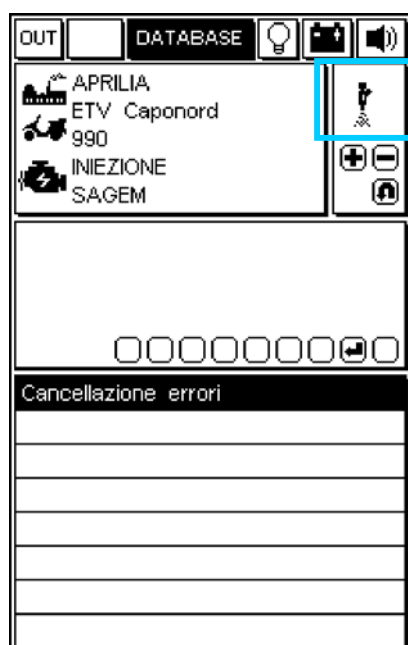 OUT DATABASE
APRILIA
ETV Caponord
990
INIEZIONE
SAGEM
Cancellazione errori